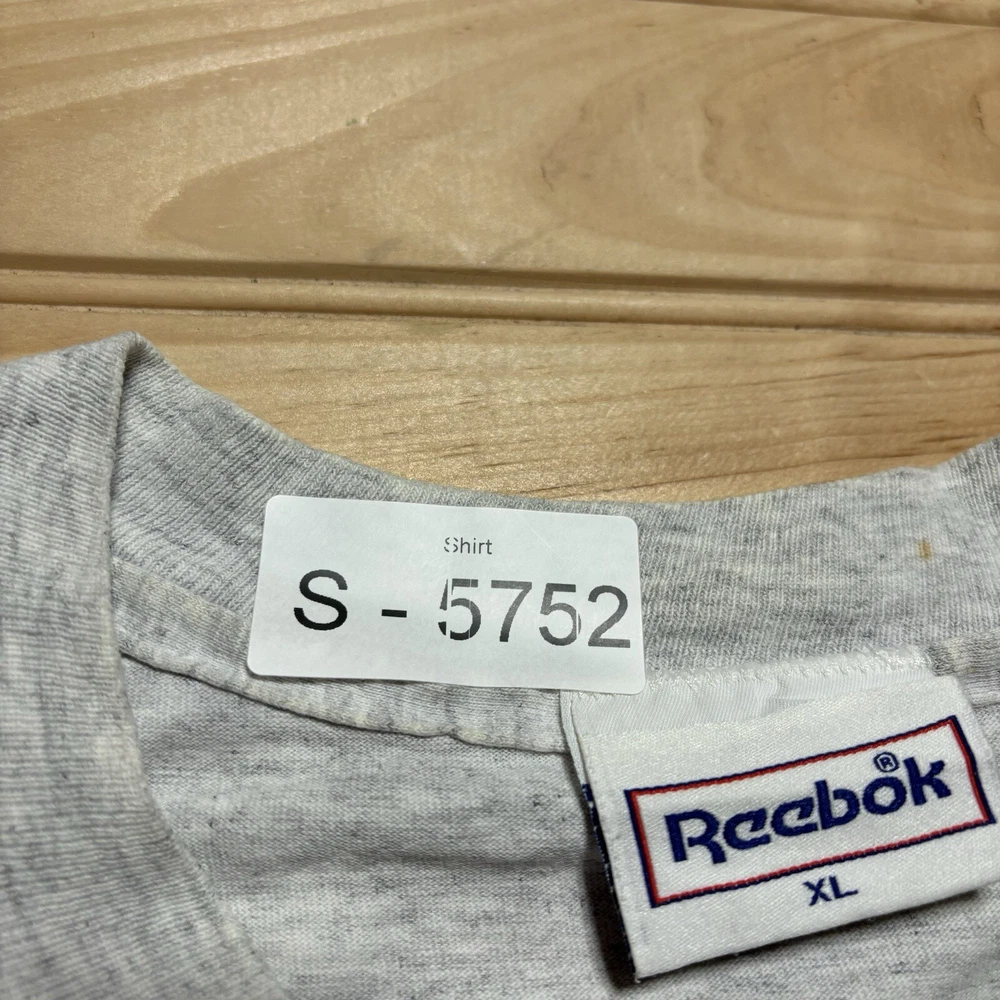 Shirt
S - 5752
Reebok®
XL